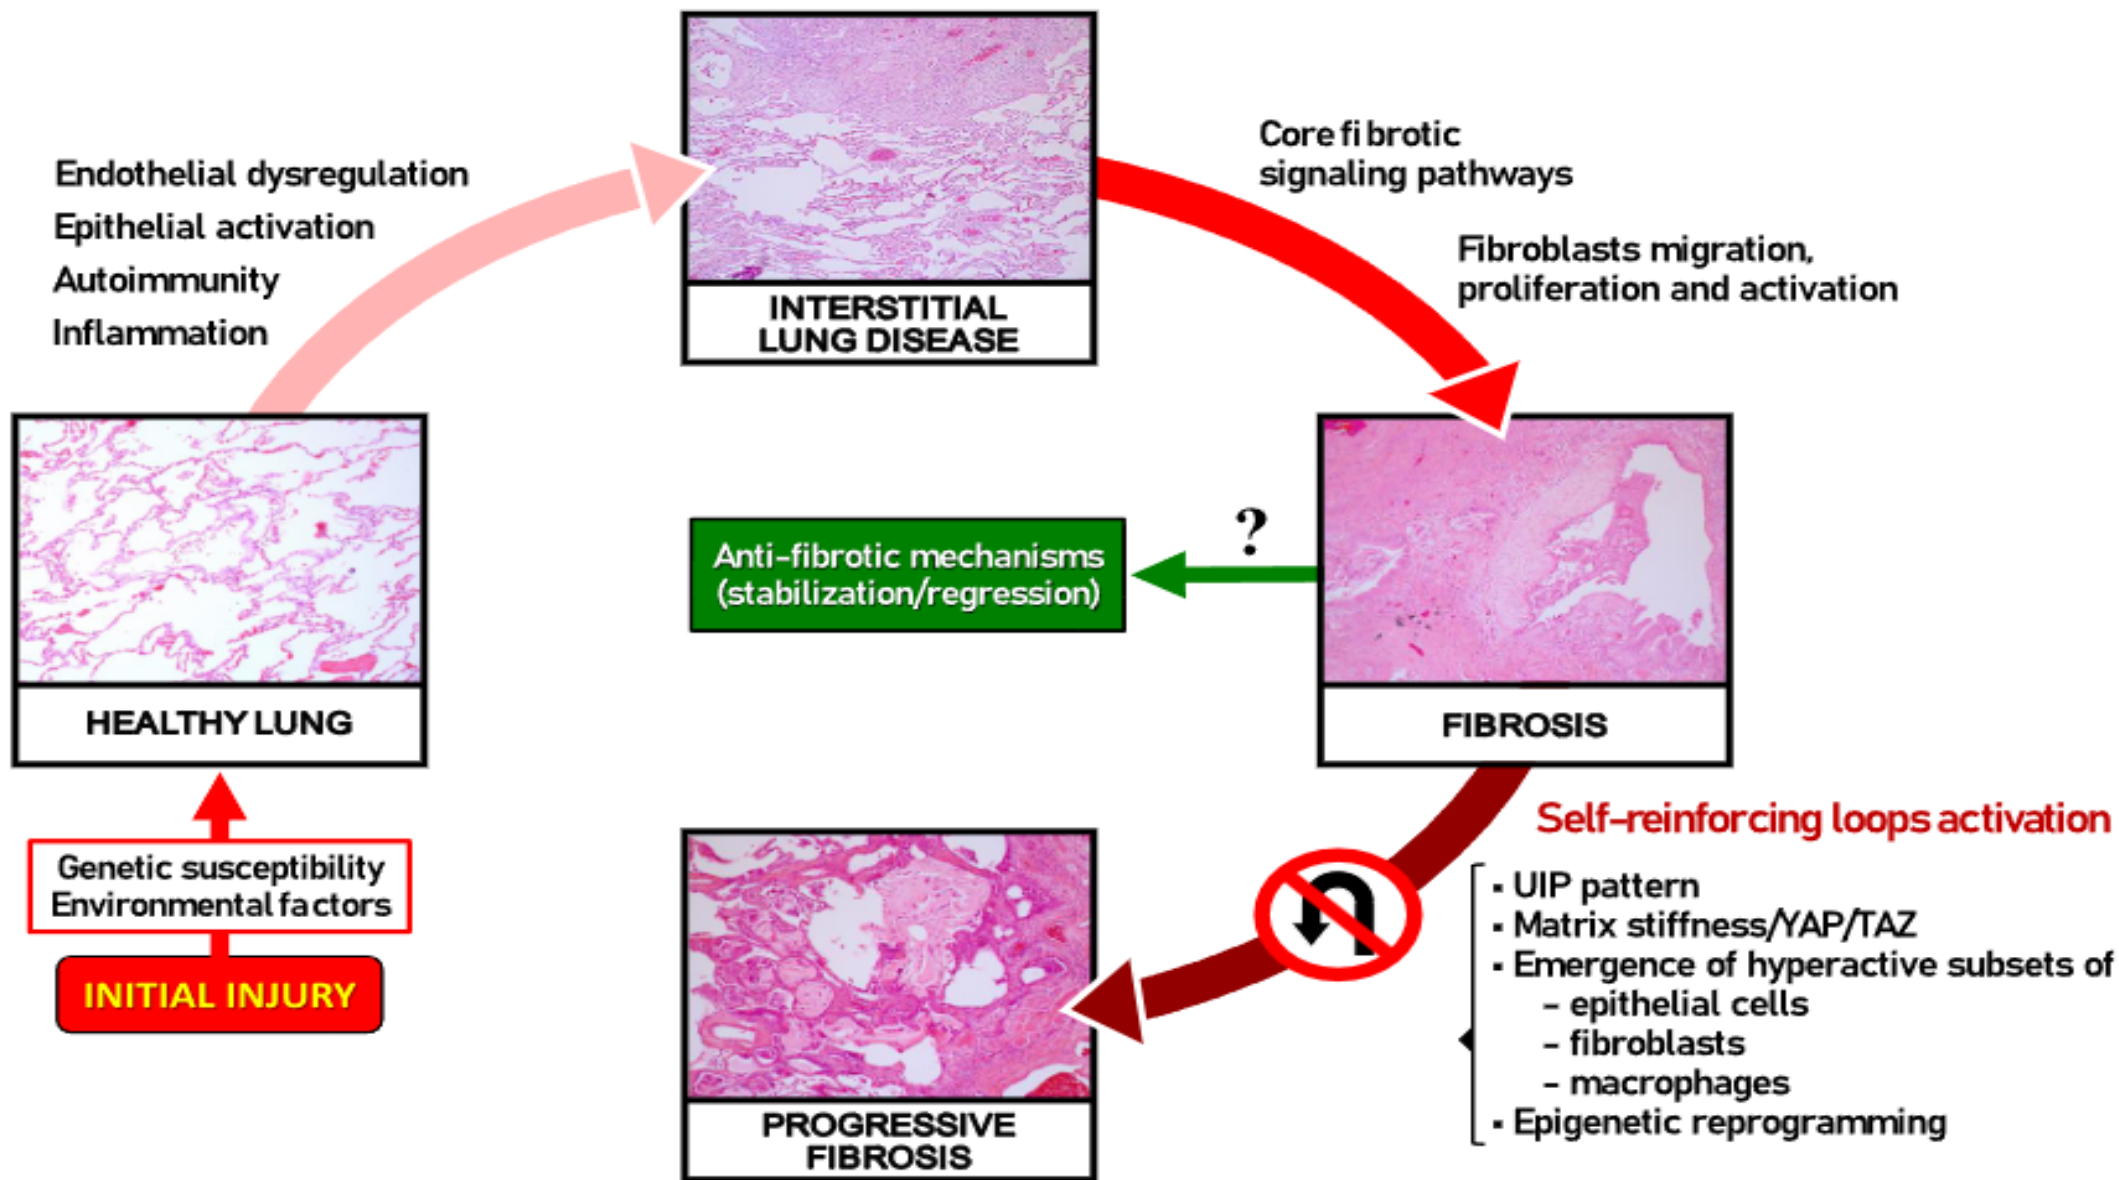 Endothelial dysregulation
Epithelial activation
Autoimmunity
Inflammation
INTERSTITIAL
LUNG DISEASE
Core fibrotic
signaling pathways
Fibroblasts migration,
proliferation and activation
HEALTHY LUNG
Anti-fibrotic mechanisms
(stabilization/regression)
?
FIBROSIS
Genetic susceptibility
Environmental factors
INITIAL INJURY
Self-reinforcing loops activation
▪ UIP pattern
▪ Matrix stiffness/YAP/TAZ
▪ Emergence of hyperactive subsets of
– epithelial cells
– fibroblasts
– macrophages
▪ Epigenetic reprogramming
PROGRESSIVE
FIBROSIS